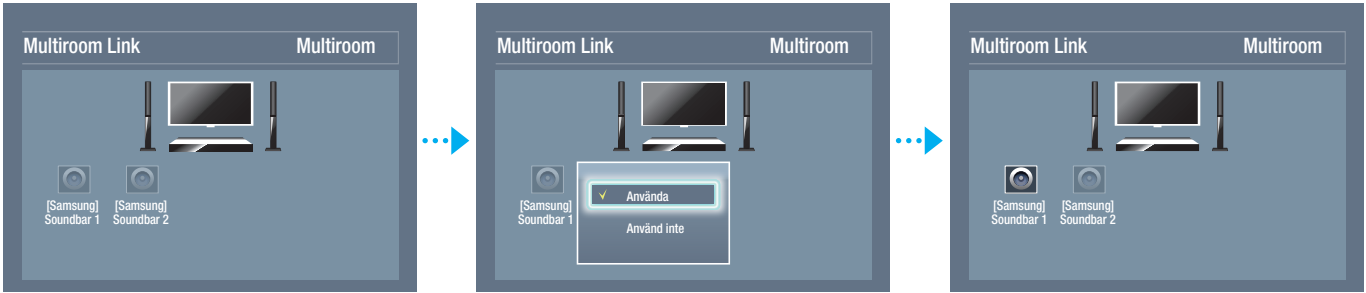 Multiroom Link Multiroom
[Samsung] Soundbar 1
[Samsung] Soundbar 2
Multiroom Link Multiroom
[Samsung] Soundbar 1
Använda
Använd inte
Multiroom Link Multiroom
[Samsung] Soundbar 1
[Samsung] Soundbar 2